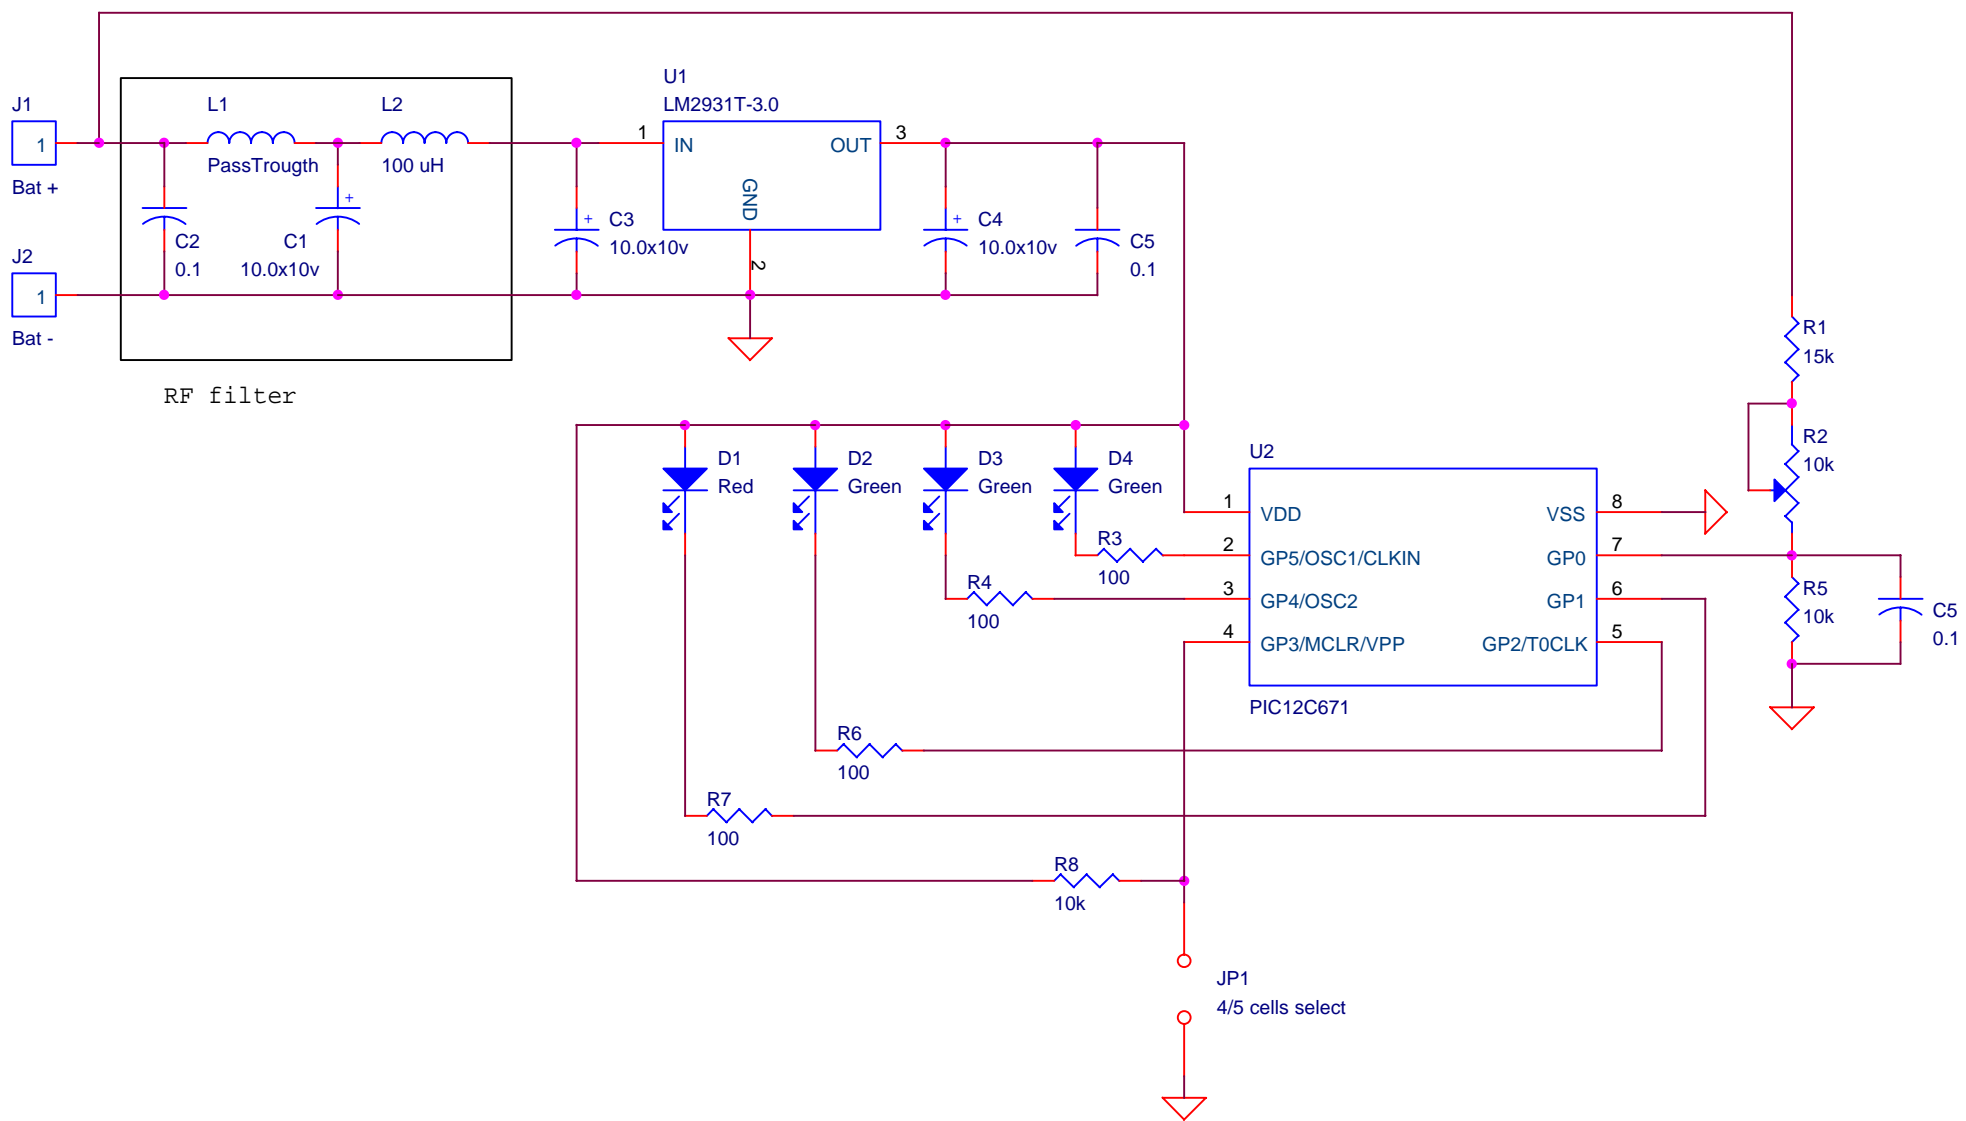 J1
1
Bat +
J2
1
Bat -
L1
PassTrougth
L2
100 uH
C2
0.1
C1
+
10.0x10v
RF filter
C3
+
10.0x10v
U1
LM2931T-3.0
1
IN
OUT
3
GND
2
C4
+
10.0x10v
C5
0.1
R1
15k
R2
10k
D1
Red
D2
Green
D3
Green
D4
Green
U2
1
VDD
VSS
8
R3
100
2
GP5/OSC1/CLKIN
GP0
7
R4
100
3
GP4/OSC2
GP1
6
4
GP3/MCLR/VPP
GP2/T0CLK
5
PIC12C671
R5
10k
C5
0.1
R6
100
R7
100
R8
10k
JP1
4/5 cells select